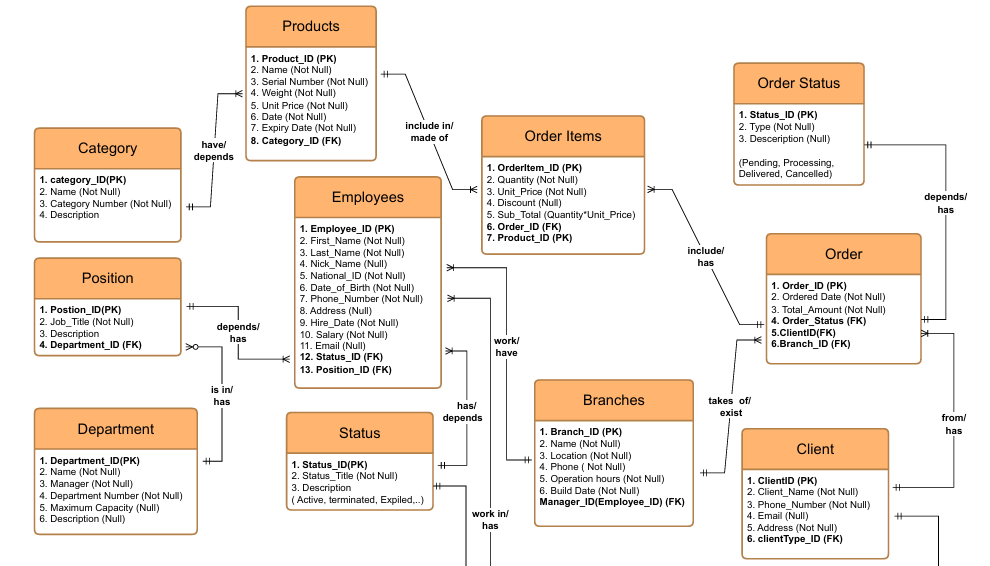 Products
1. Product_ID (PK)
2. Name (Not Null)
3. Serial Number (Not Null)
4. Weight (Not Null)
5. Unit Price (Not Null)
6. Date (Not Null)
7. Expiry Date (Not Null)
8. Category_ID (FK)
Order Status
1. Status_ID (PK)
2. Type (Not Null)
3. Desceription (Null)
(Pending, Processing,
Delivered, Cancelled)
Category
1. category_ID(PK)
2. Name (Not Null)
3. Category Number (Not Null)
4. Description
have/
depends
include in/
made of
Order Items
1. OrderItem_ID (PK)
2. Quantity (Not Null)
3. Unit_Price (Not Null)
4. Discount (Null)
5. Sub_Total (Quantity*Unit_Price)
6. Order_ID (FK)
7. Product_ID (PK)
depends/
has
Employees
1. Employee_ID (PK)
2. First_Name (Not Null)
3. Last_Name (Not Null)
4. Nick_Name (Null)
5. National_ID (Not Null)
6. Date_of_Birth (Not Null)
7. Phone_Number (Not Null)
8. Address (Null)
9. Hire_Date (Not Null)
10. Salary (Not Null)
11. Email (Null)
12. Status_ID (FK)
13. Position_ID (FK)
include/
has
Order
1. Order_ID (PK)
2. Ordered Date (Not Null)
3. Total_Amount (Not Null)
4. Order_Status (FK)
5.ClientID(FK)
6.Branch_ID (FK)
Position
1. Postion_ID(PK)
2. Job_Title (Not Null)
3. Description
4. Department_ID (FK)
depends/
has
is in/
has
work/
have
has/
depends
takes of/
exist
from/
has
Department
1. Department_ID(PK)
2. Name (Not Null)
3. Manager (Not Null)
4. Department Number (Not Null)
5. Maximum Capacity (Null)
6. Description (Null)
Status
1. Status_ID(PK)
2. Status_Title (Not Null)
3. Description
( Active, terminated, Expiled,..)
work in/
has
Branches
1. Branch_ID (PK)
2. Name (Not Null)
3. Location (Not Null)
4. Phone ( Not Null)
5. Operation hours (Not Null)
6. Build Date (Not Null)
Manager_ID(Employee_ID) (FK)
Client
1. ClientID (PK)
2. Client_Name (Not Null)
3. Phone_Number (Not Null)
4. Email (Null)
5. Address (Not Null)
6. clientType_ID (FK)